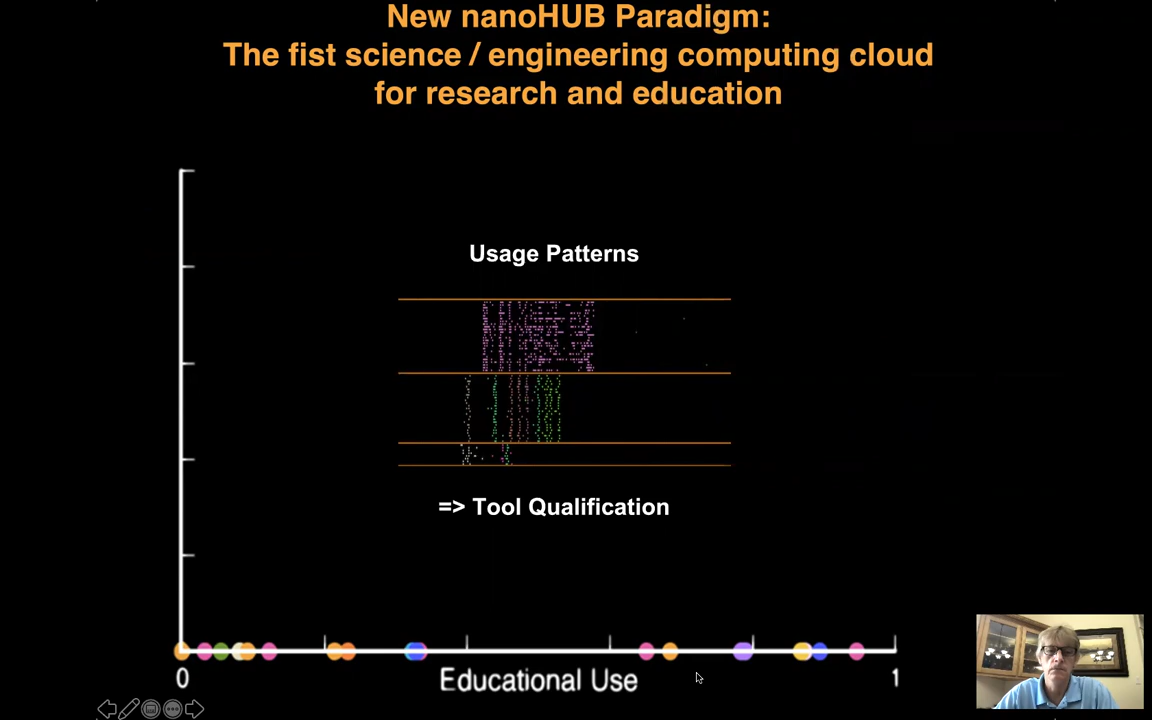 New nanoHUB Paradigm:
The fist science / engineering computing cloud
for research and education
Usage Patterns
=> Tool Qualification
0
Educational Use
1